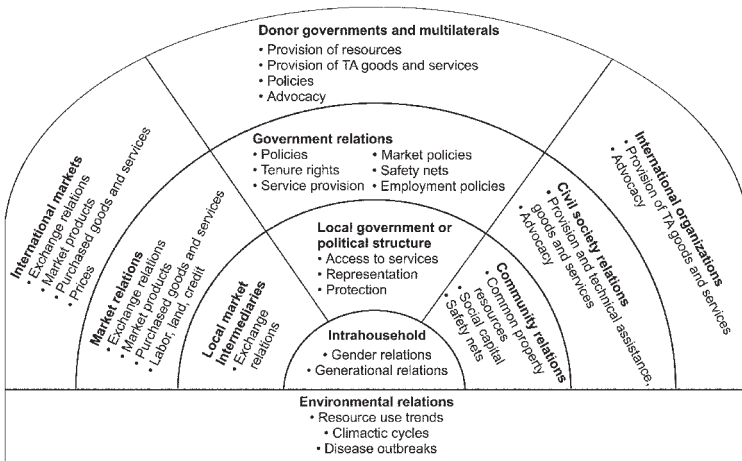 Donor governments and multilaterals
• Provision of resources
• Provision of TA goods and services
• Policies
• Advocacy
Government relations
• Policies
• Tenure rights
• Service provision
• Market policies
• Safety nets
• Employment policies
Local government or
political structure
• Access to services
• Representation
• Protection
International markets
• Exchange relations
• Market products
• Purchased goods and services
• Prices
Market relations
• Exchange relations
• Market products
• Purchased goods and services
• Labor, land, credit
Local market
Intermediaries
• Exchange
relations
Intrahousehold
• Gender relations
• Generational relations
Community relations
• Common property
resources
• Social capital
• Safety nets
Civil society relations
• Provision and technical assistance,
goods and services
• Advocacy
International organizations
• Provision of TA goods and services
• Advocacy
Environmental relations
• Resource use trends
• Climactic cycles
• Disease outbreaks